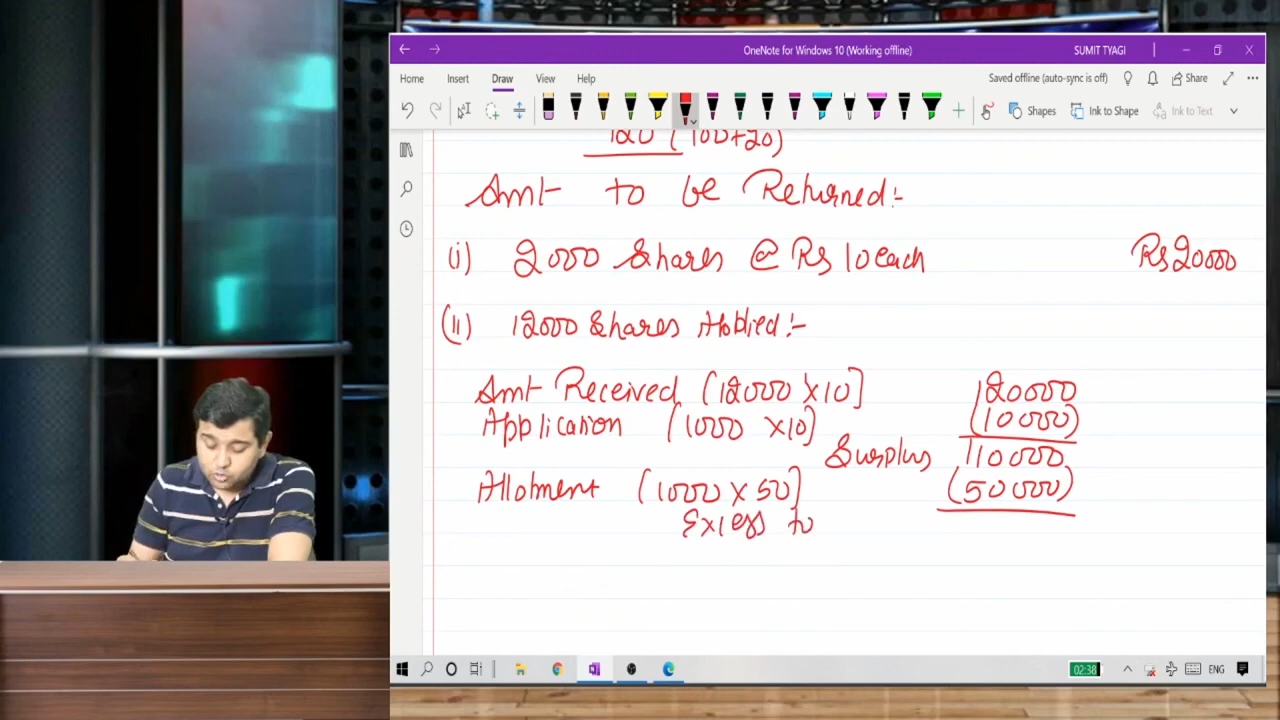 OneNote for Windows 10 (Working offline)
SUMIT TYAGI
Home Insert Draw View Help
Saved offline (auto-sync is off)
Share
Shapes
Ink to Shape
Ink to Text
120 (100+20)
Amt to be Returned:-
(i) 2000 Shares @ Rs 10 each Rs 20000
(ii) 12000 Shares Applied:-
Amt Received (12000 × 10] 120000
Application (1000 × 10) (10000)
Surplus 110000
Allotment (1000 × 50] (50000)
Excess to
02:38
ENG